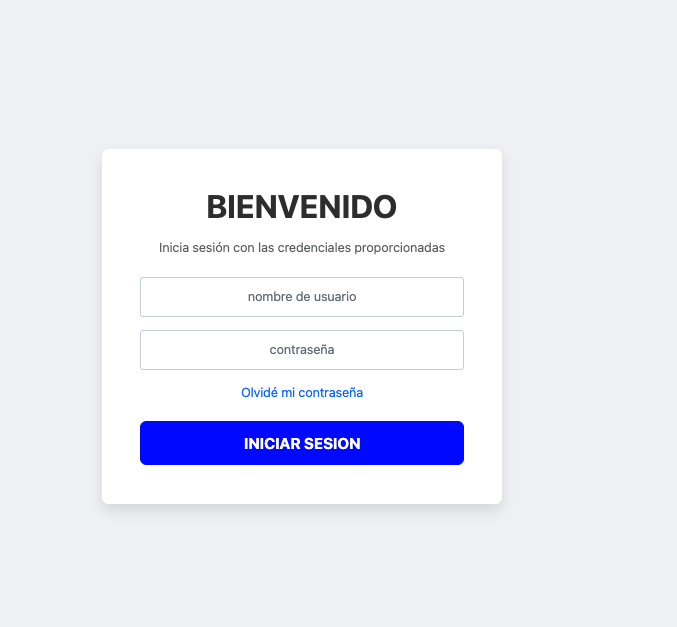 BIENVENIDO
Inicia sesión con las credenciales proporcionadas
nombre de usuario
contraseña
Olvidé mi contraseña
INICIAR SESION